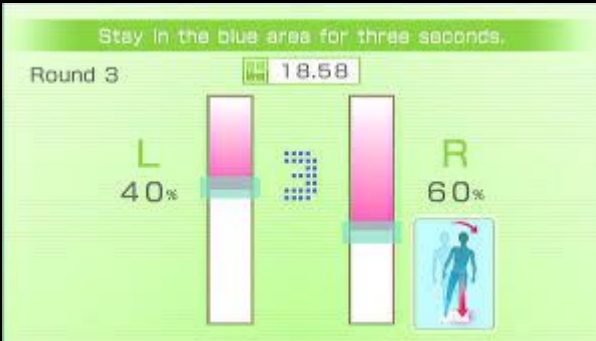 Stay in the blue area for three seconds.
Round 3
18.58
L
40%
3
R
60%